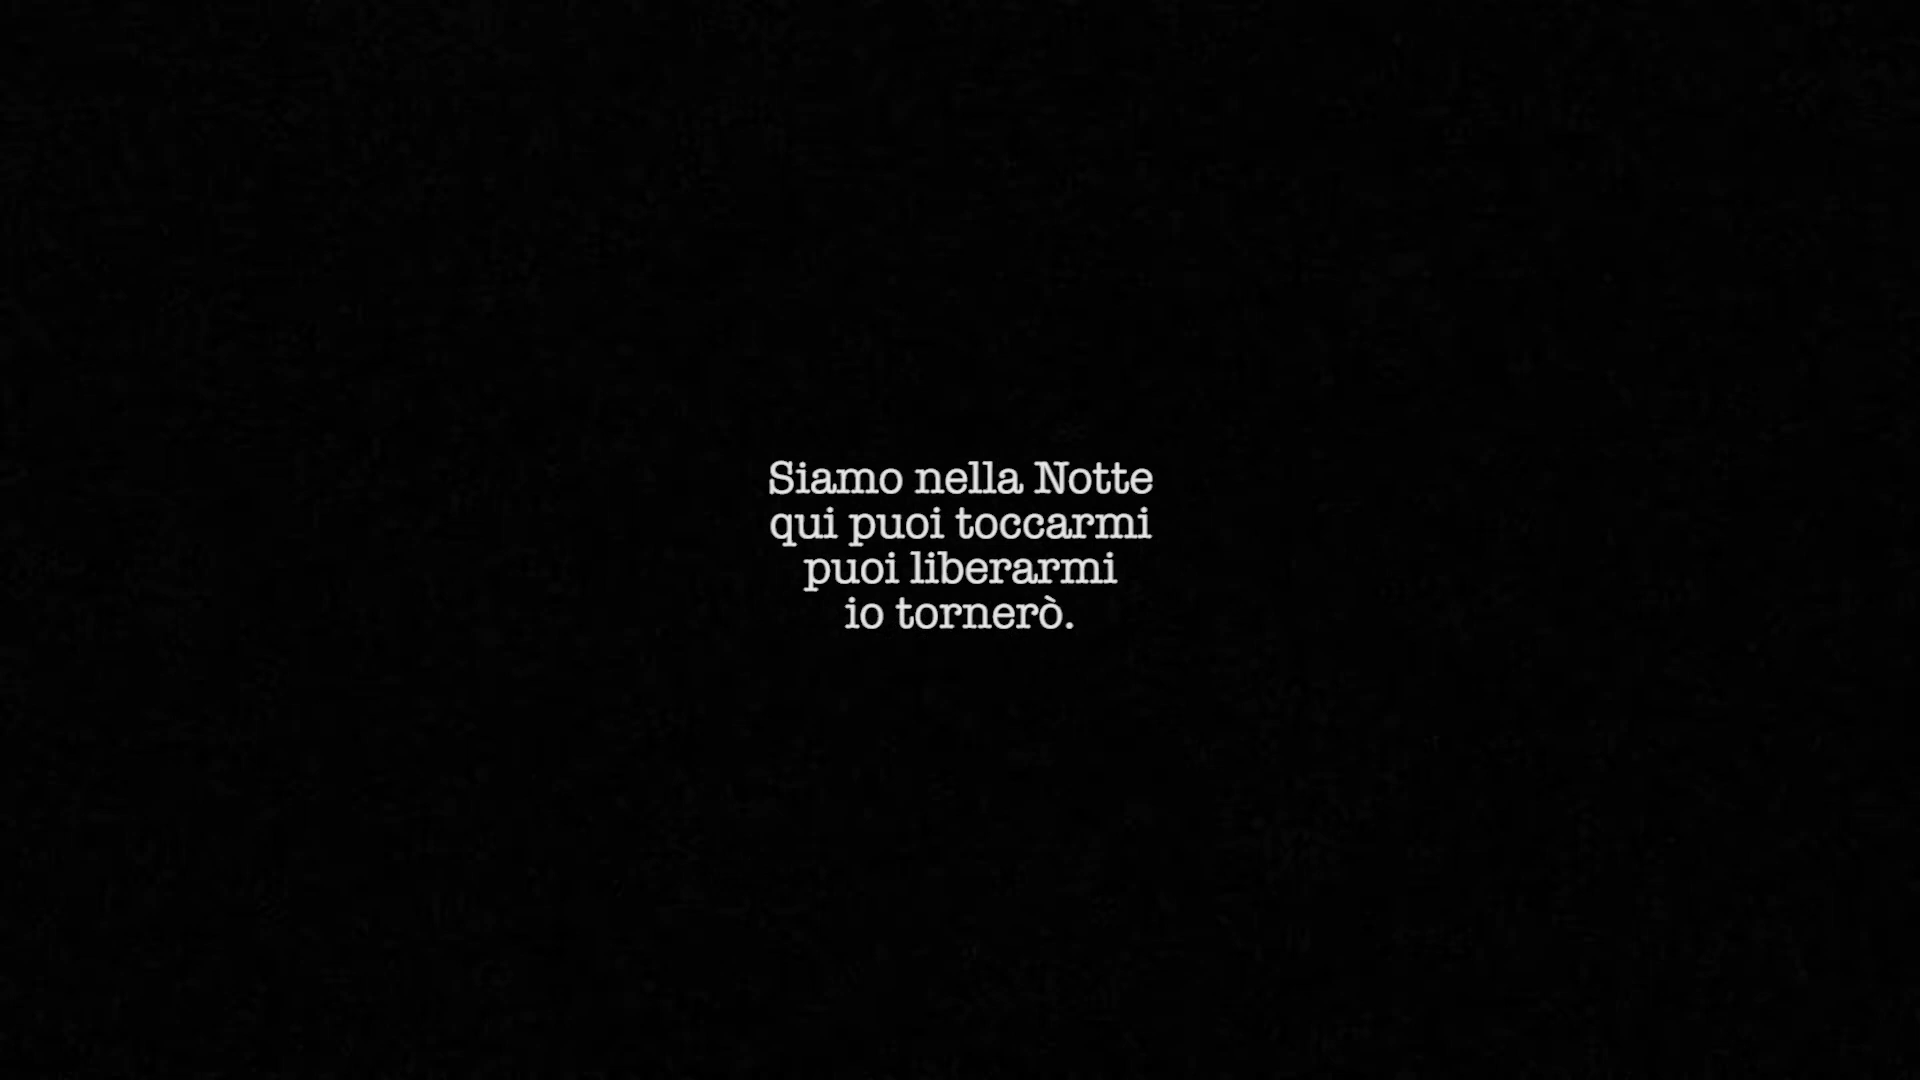 Siamo nella Notte
qui puoi toccarmi
puoi liberarmi
io tornerò.